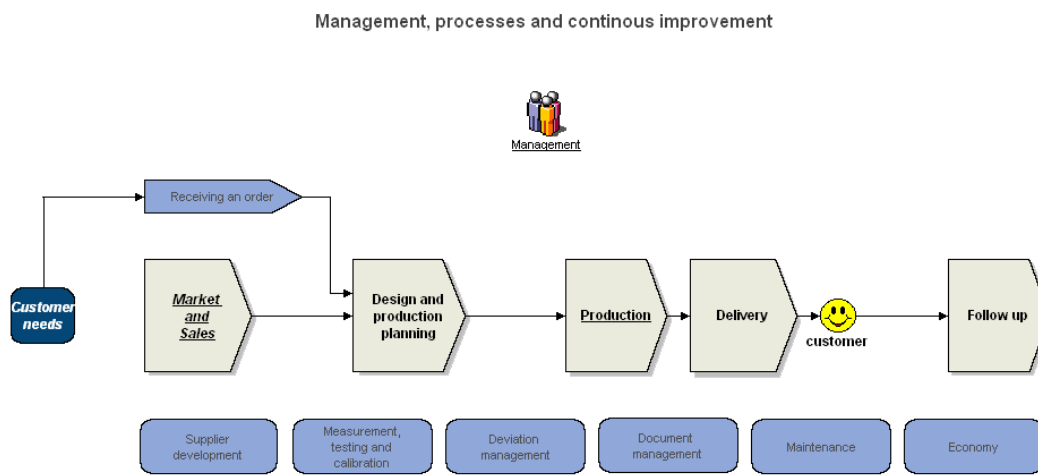 Management, processes and continous improvement
Management
Receiving an order
Customer
needs
Market
and
Sales
Design and
production
planning
Production
Delivery
customer
Follow up
Supplier
development
Measurement,
testing and
calibration
Deviation
management
Document
management
Maintenance
Economy